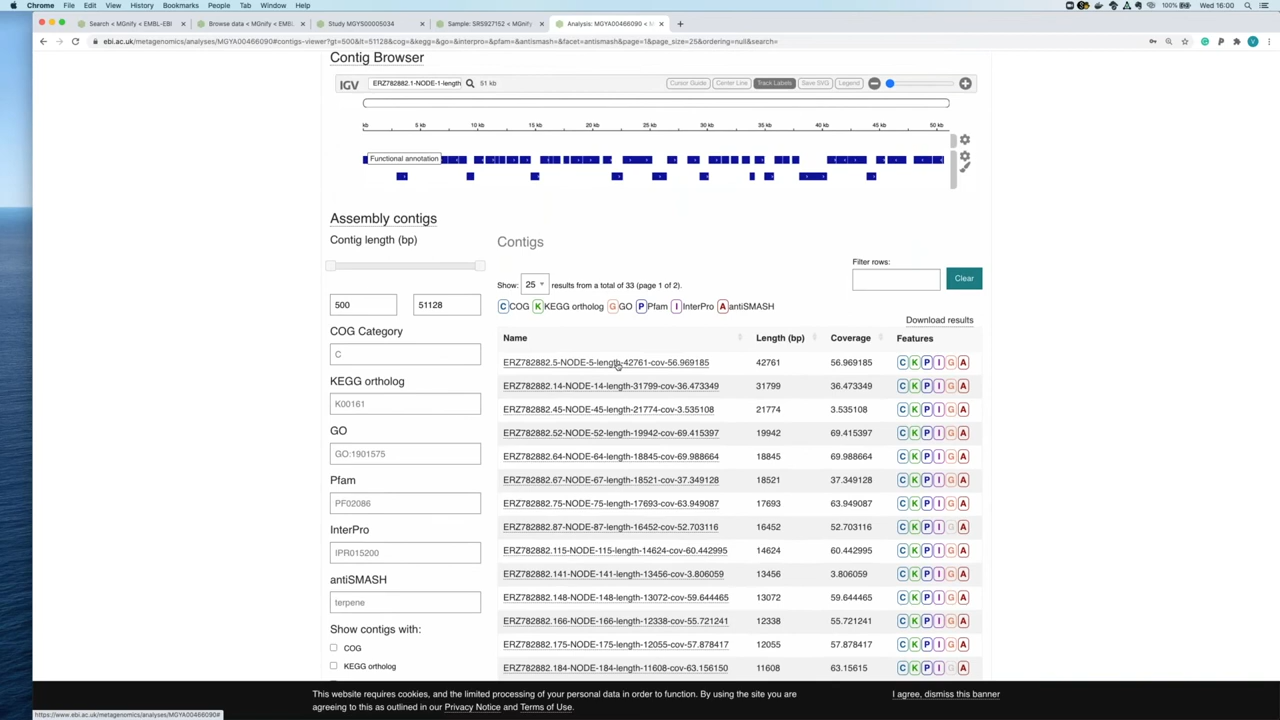 Chrome File Edit View History Bookmarks People Tab Window Help
100% Wed 16:00
Search < MGnify < EMBL-EBI
Browse data < MGnify < EMBL
Study MGYS00005034
Sample: SRS927152 < MGnify
Analysis: MGYA00466090 < M
ebi.ac.uk/metagenomics/analyses/MGYA00466090#contigs-viewer?gt=500&lt=51128&cog=&kegg=&go=&interpro=&pfam=&antismash=&facet=antismash&page=1&page_size=25&ordering=null&search=
Contig Browser
IGV ERZ782882.1-NODE-1-length 51 kb Cursor Guide Center Line Track Labels Save SVG Legend
kb 5 kb 10 kb 15 kb 20 kb 25 kb 30 kb 35 kb 40 kb 45 kb 50 kb
Functional annotation
Assembly contigs
Contig length (bp)
500 51128
COG Category
C
KEGG ortholog
K00161
GO
GO:1901575
Pfam
PF02086
InterPro
IPR015200
antiSMASH
terpene
Show contigs with:
COG
KEGG ortholog
Contigs
Filter rows:
Clear
Show: 25 results from a total of 33 (page 1 of 2).
C COG K KEGG ortholog G GO P Pfam I InterPro A antiSMASH
Download results
Name Length (bp) Coverage Features
ERZ782882.5-NODE-5-length-42761-cov-56.969185 42761 56.969185 C K P I G A
ERZ782882.14-NODE-14-length-31799-cov-36.473349 31799 36.473349 C K P I G A
ERZ782882.45-NODE-45-length-21774-cov-3.535108 21774 3.535108 C K P I G A
ERZ782882.52-NODE-52-length-19942-cov-69.415397 19942 69.415397 C K P I G A
ERZ782882.64-NODE-64-length-18845-cov-69.988664 18845 69.988664 C K P I G A
ERZ782882.67-NODE-67-length-18521-cov-37.349128 18521 37.349128 C K P I G A
ERZ782882.75-NODE-75-length-17693-cov-63.949087 17693 63.949087 C K P I G A
ERZ782882.87-NODE-87-length-16452-cov-52.703116 16452 52.703116 C K P I G A
ERZ782882.115-NODE-115-length-14624-cov-60.442995 14624 60.442995 C K P I G A
ERZ782882.141-NODE-141-length-13456-cov-3.806059 13456 3.806059 C K P I G A
ERZ782882.148-NODE-148-length-13072-cov-59.644465 13072 59.644465 C K P I G A
ERZ782882.166-NODE-166-length-12338-cov-55.721241 12338 55.721241 C K P I G A
ERZ782882.175-NODE-175-length-12055-cov-57.878417 12055 57.878417 C K P I G A
ERZ782882.184-NODE-184-length-11608-cov-63.156150 11608 63.15615 C K P I G A
This website requires cookies, and the limited processing of your personal data in order to function. By using the site you are
agreeing to this as outlined in our Privacy Notice and Terms of Use.
I agree, dismiss this banner
https://www.ebi.ac.uk/metagenomics/analyses/MGYA00466090#